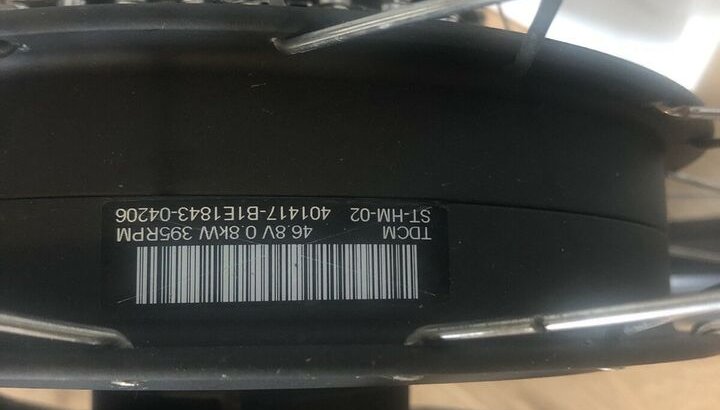 TDCM 46.8V 0.8kW 395RPM
ST-HM-02 401417-B1E1843-04206